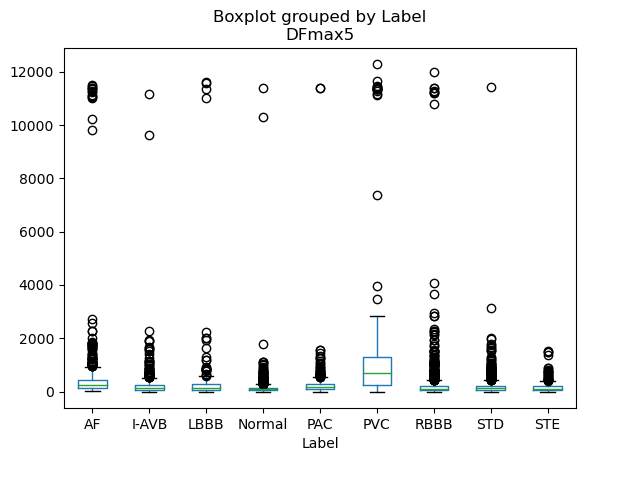 Boxplot grouped by Label
DFmax5
12000
10000
8000
6000
4000
2000
0
AF I-AVB LBBB Normal PAC PVC RBBB STD STE
Label